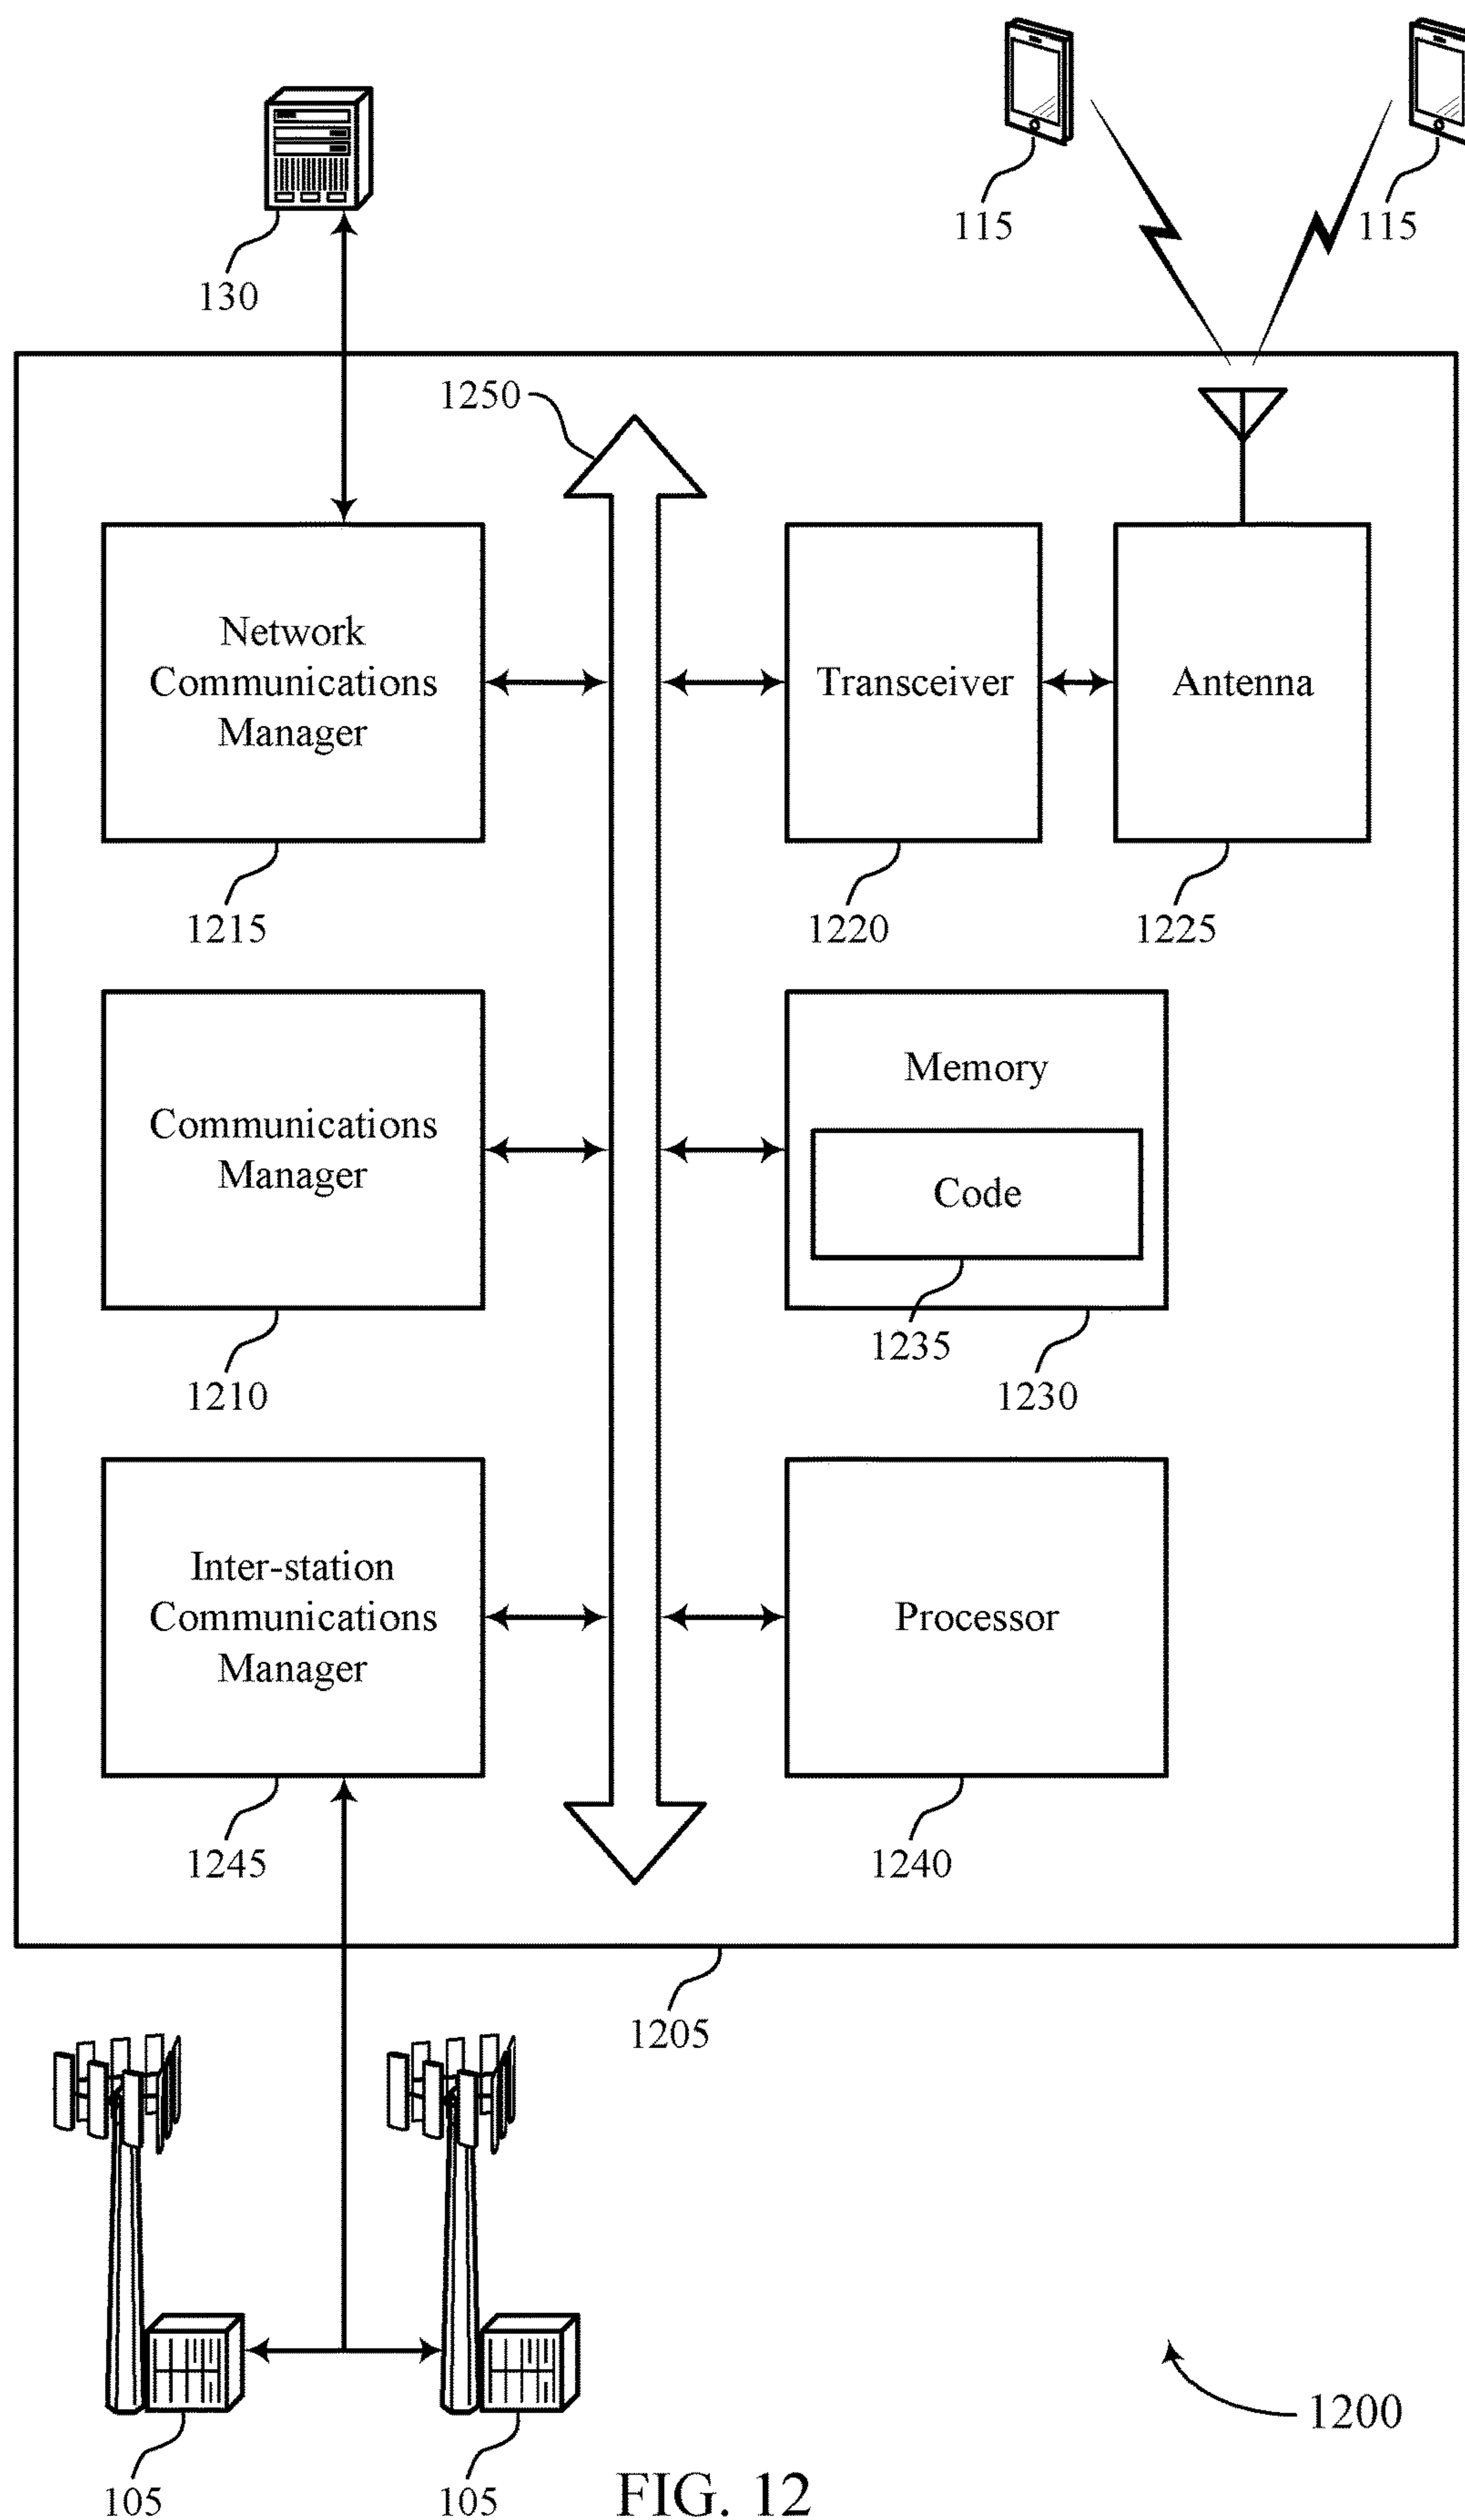 115
115
130
1250
Network
Communications
Manager
Transceiver
Antenna
1215
1220
1225
Communications
Manager
Memory
Code
1235
1210
1230
Inter-station
Communications
Manager
Processor
1245
1240
1205
1200
105
105
FIG. 12